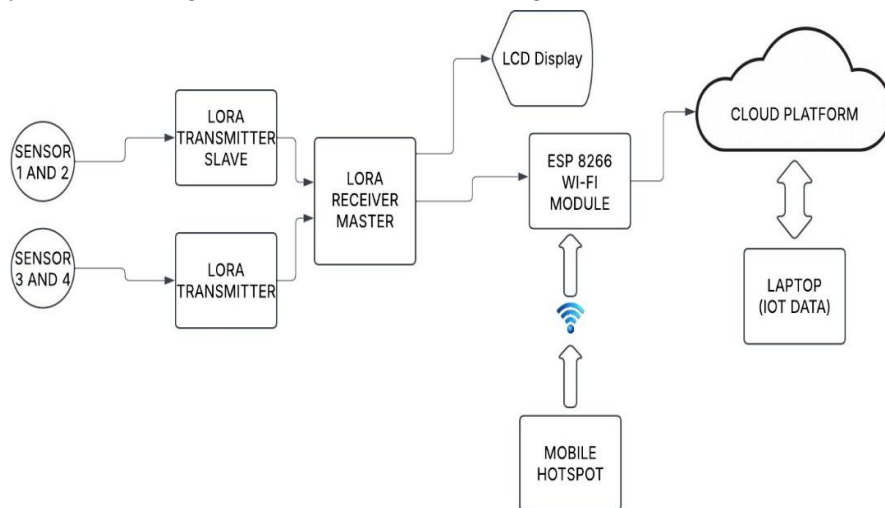 LCD Display
CLOUD PLATFORM
SENSOR
1 AND 2
LORA
TRANSMITTER
SLAVE
LORA
RECEIVER
MASTER
ESP 8266
WI-FI
MODULE
SENSOR
3 AND 4
LORA
TRANSMITTER
LAPTOP
(IOT DATA)
MOBILE
HOTSPOT